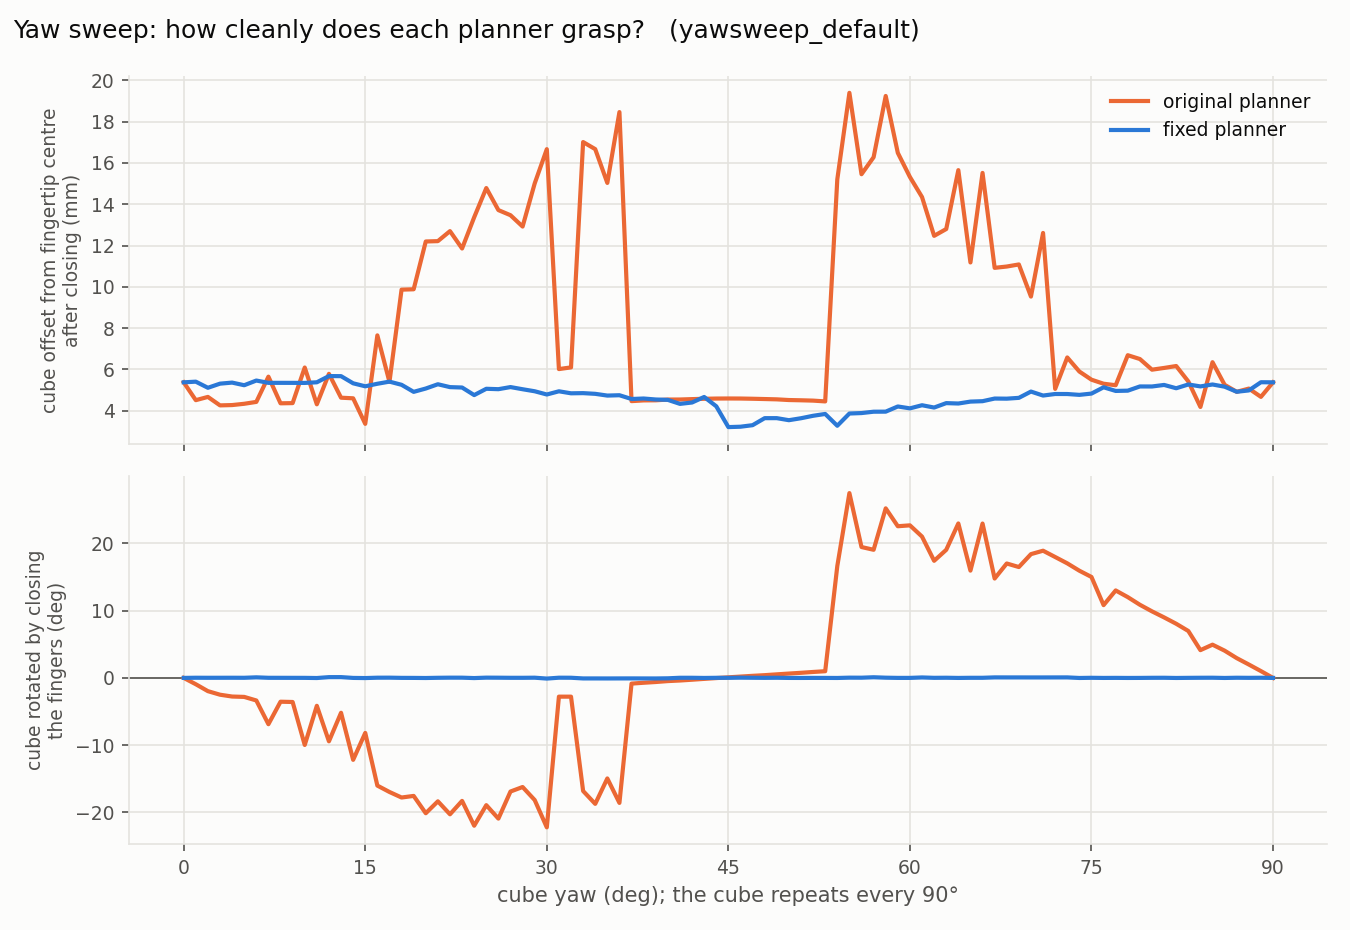 Yaw sweep: how cleanly does each planner grasp?   (yawsweep_default)
cube offset from fingertip centre
after closing (mm)
20
18
16
14
12
10
8
6
4
original planner
fixed planner
cube rotated by closing
the fingers (deg)
20
10
0
−10
−20
0
15
30
45
60
75
90
cube yaw (deg); the cube repeats every 90°